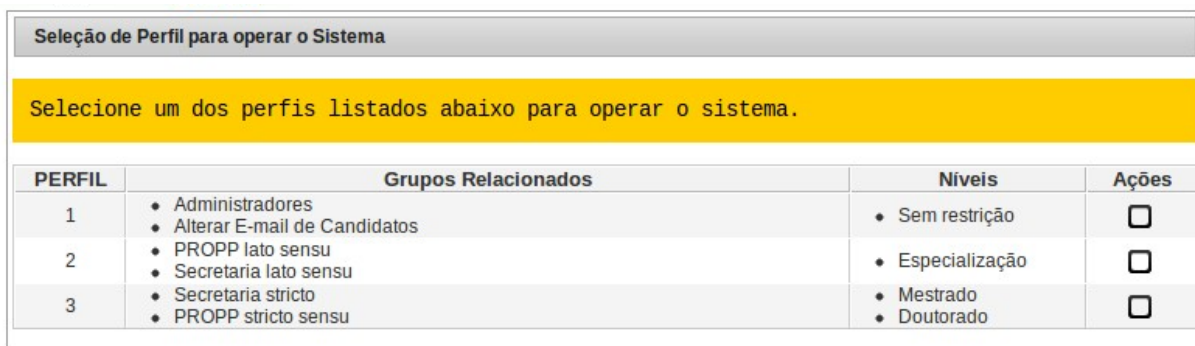 Seleção de Perfil para operar o Sistema
Selecione um dos perfis listados abaixo para operar o sistema.
PERFIL Grupos Relacionados Níveis Ações
1
Administradores
Alterar E-mail de Candidatos
Sem restrição
2
PROPP lato sensu
Secretaria lato sensu
Especialização
3
Secretaria stricto
PROPP stricto sensu
Mestrado
Doutorado